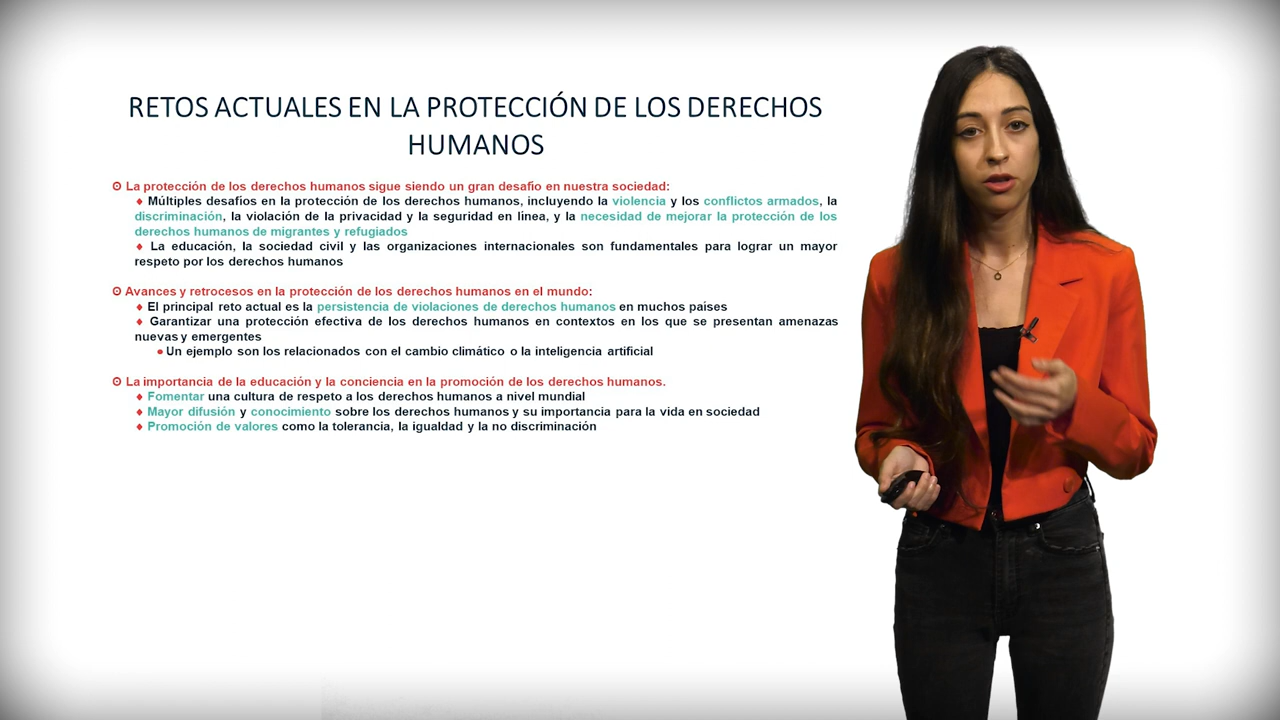 RETOS ACTUALES EN LA PROTECCIÓN DE LOS DERECHOS
HUMANOS
La protección de los derechos humanos sigue siendo un gran desafío en nuestra sociedad:
Múltiples desafíos en la protección de los derechos humanos, incluyendo la violencia y los conflictos armados, la
discriminación, la violación de la privacidad y la seguridad en línea, y la necesidad de mejorar la protección de los
derechos humanos de migrantes y refugiados
La educación, la sociedad civil y las organizaciones internacionales son fundamentales para lograr un mayor
respeto por los derechos humanos
Avances y retrocesos en la protección de los derechos humanos en el mundo:
El principal reto actual es la persistencia de violaciones de derechos humanos en muchos países
Garantizar una protección efectiva de los derechos humanos en contextos en los que se presentan amenazas
nuevas y emergentes
Un ejemplo son los relacionados con el cambio climático o la inteligencia artificial
La importancia de la educación y la conciencia en la promoción de los derechos humanos.
Fomentar una cultura de respeto a los derechos humanos a nivel mundial
Mayor difusión y conocimiento sobre los derechos humanos y su importancia para la vida en sociedad
Promoción de valores como la tolerancia, la igualdad y la no discriminación